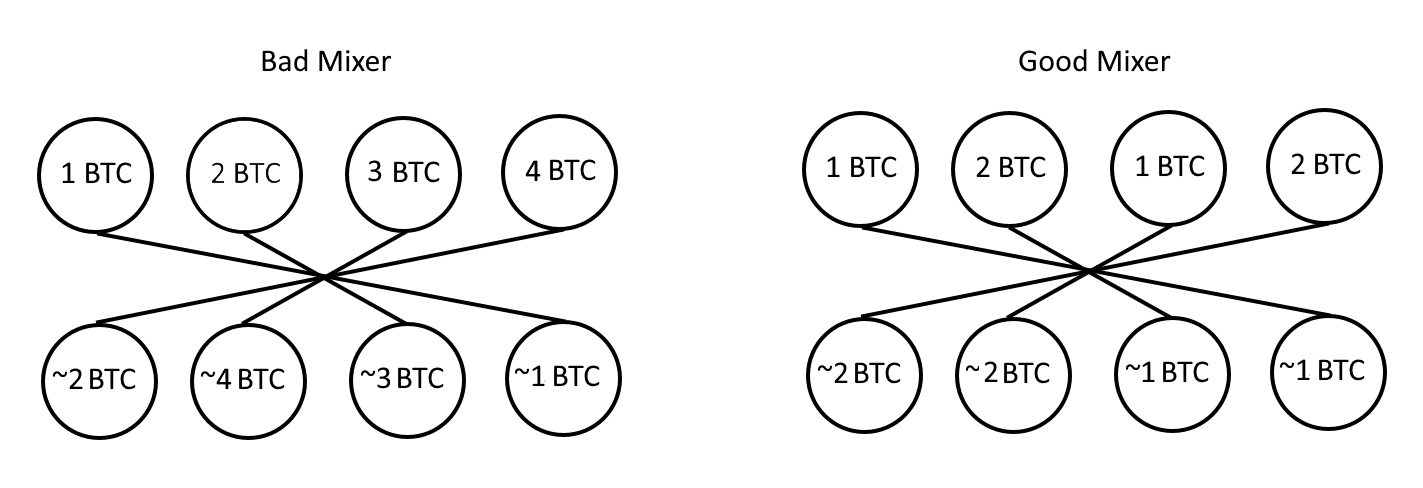 Bad Mixer
1 BTC
2 BTC
3 BTC
4 BTC
~2 BTC
~4 BTC
~3 BTC
~1 BTC
Good Mixer
1 BTC
2 BTC
1 BTC
2 BTC
~2 BTC
~2 BTC
~1 BTC
~1 BTC